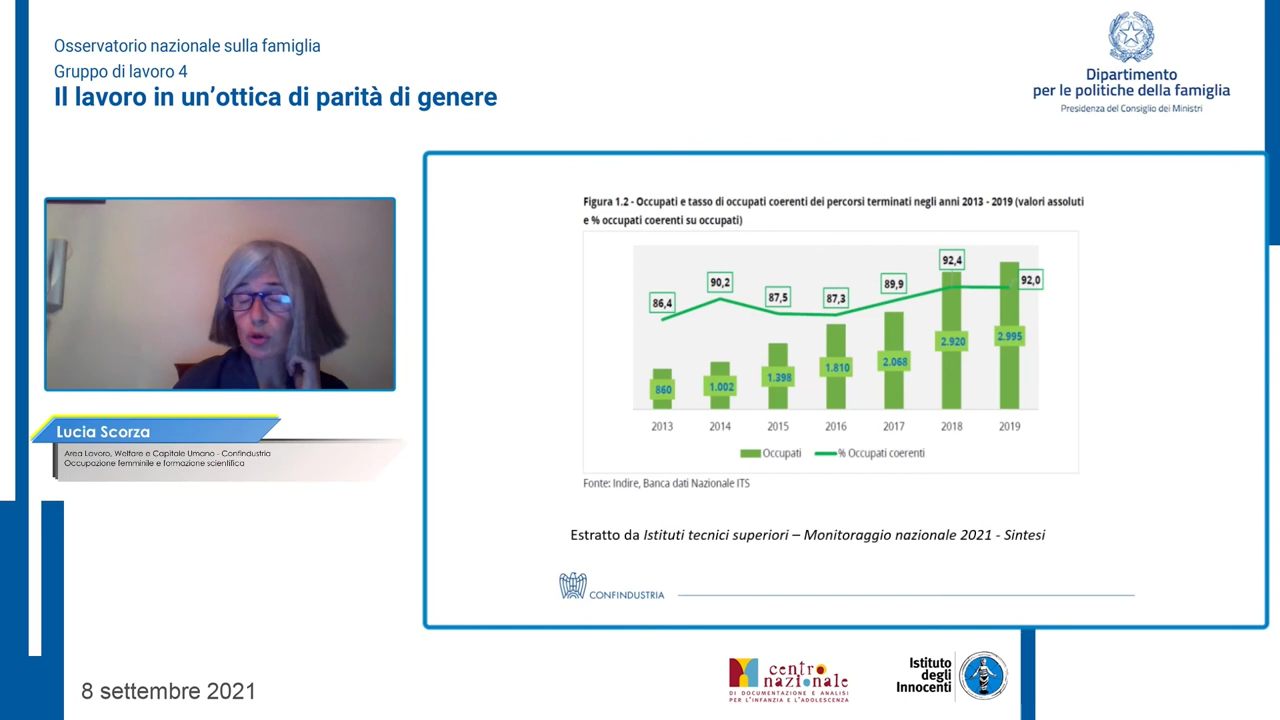 Osservatorio nazionale sulla famiglia
Gruppo di lavoro 4
Il lavoro in un’ottica di parità di genere
Dipartimento
per le politiche della famiglia
Presidenza del Consiglio dei Ministri
Lucia Scorza
Area Lavoro, Welfare e Capitale Umano - Confindustria
Occupazione femminile e formazione scientifica
Figura 1.2 - Occupati e tasso di occupati coerenti dei percorsi terminati negli anni 2013 - 2019 (valori assoluti
e % occupati coerenti su occupati)
86,4 90,2 87,5 87,3 89,9 92,4 92,0
860 1.002 1.398 1.810 2.068 2.920 2.995
2013 2014 2015 2016 2017 2018 2019
Occupati % Occupati coerenti
Fonte: Indire, Banca dati Nazionale ITS
Estratto da Istituti tecnici superiori – Monitoraggio nazionale 2021 - Sintesi
CONFINDUSTRIA
8 settembre 2021
centro
nazionale
DI DOCUMENTAZIONE E ANALISI
PER L'INFANZIA E L'ADOLESCENZA
Istituto
degli
Innocenti